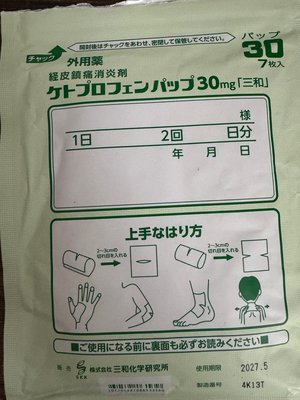 開封後はチャックをあわせ、密閉して保管してください。
チャック
パップ
30
7枚入
外用薬
経皮鎮痛消炎剤
ケトプロフェンパップ30mg「三和」
様
1日 2回 日分
年 月 日
上手なはり方
2〜3cmの
切れ目を入れる
2〜3cmの
切れ目を入れる
■ご使用になる前に裏面も必ずお読みください■
発売
SKK
株式会社 三和化学研究所
使用期限 2027.5
製造番号 4K13T